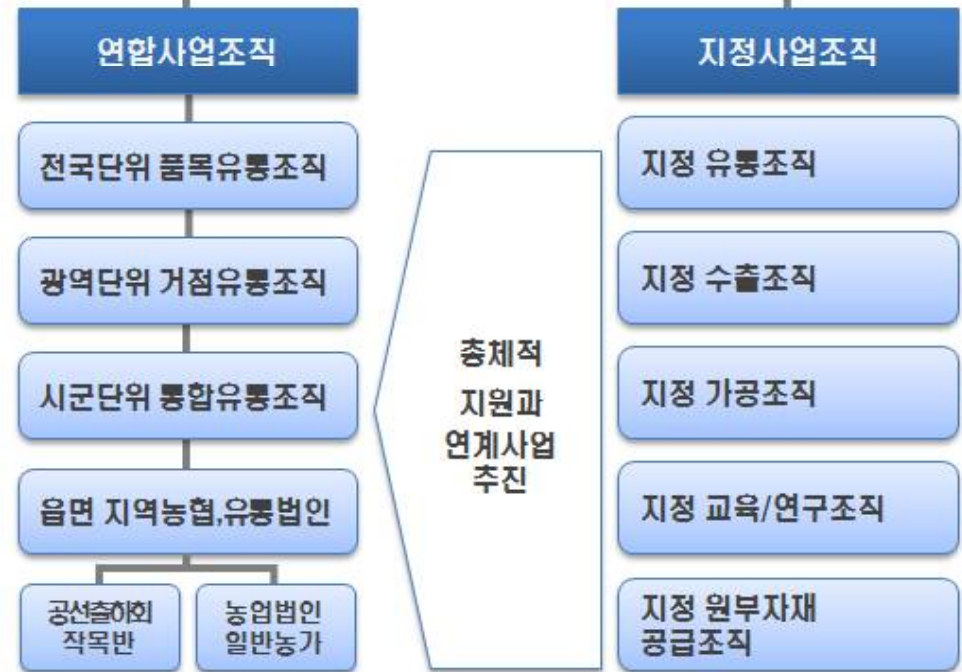 연합사업조직
전국단위 품목유통조직
광역단위 거점유통조직
시군단위 통합유통조직
읍면 지역농협,유통법인
공선출하회
작목반
농업법인
일반농가
총체적
지원과
연계사업
추진
지정사업조직
지정 유통조직
지정 수출조직
지정 가공조직
지정 교육/연구조직
지정 원부자재
공급조직